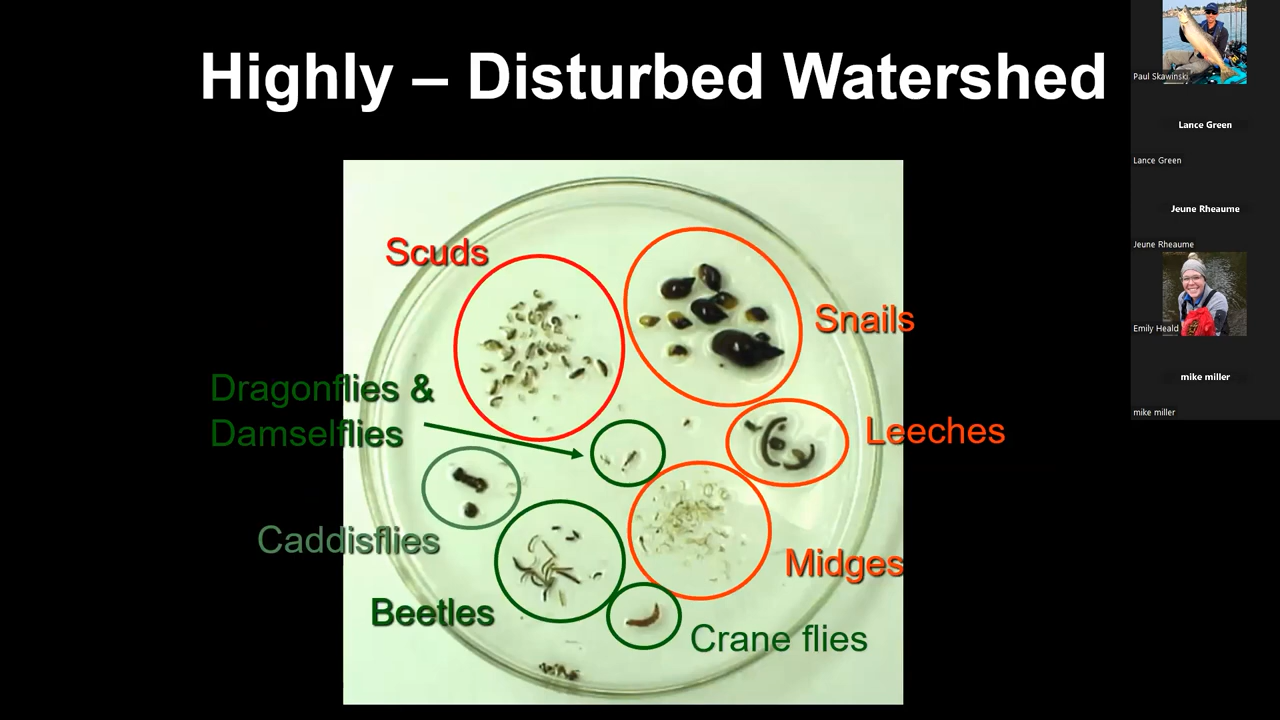 Highly – Disturbed Watershed
Scuds
Snails
Dragonflies &
Damselflies
Leeches
Caddisflies
Midges
Beetles
Crane flies
Paul Skawinski
Lance Green
Lance Green
Jeune Rheaume
Jeune Rheaume
Emily Heald
mike miller
mike miller